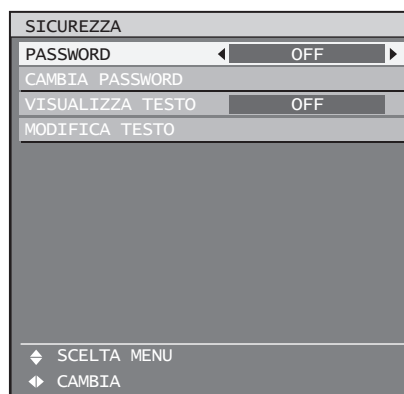 SICUREZZA
PASSWORD OFF
CAMBIA PASSWORD
VISUALIZZA TESTO OFF
MODIFICA TESTO
SCELTA MENU
CAMBIA